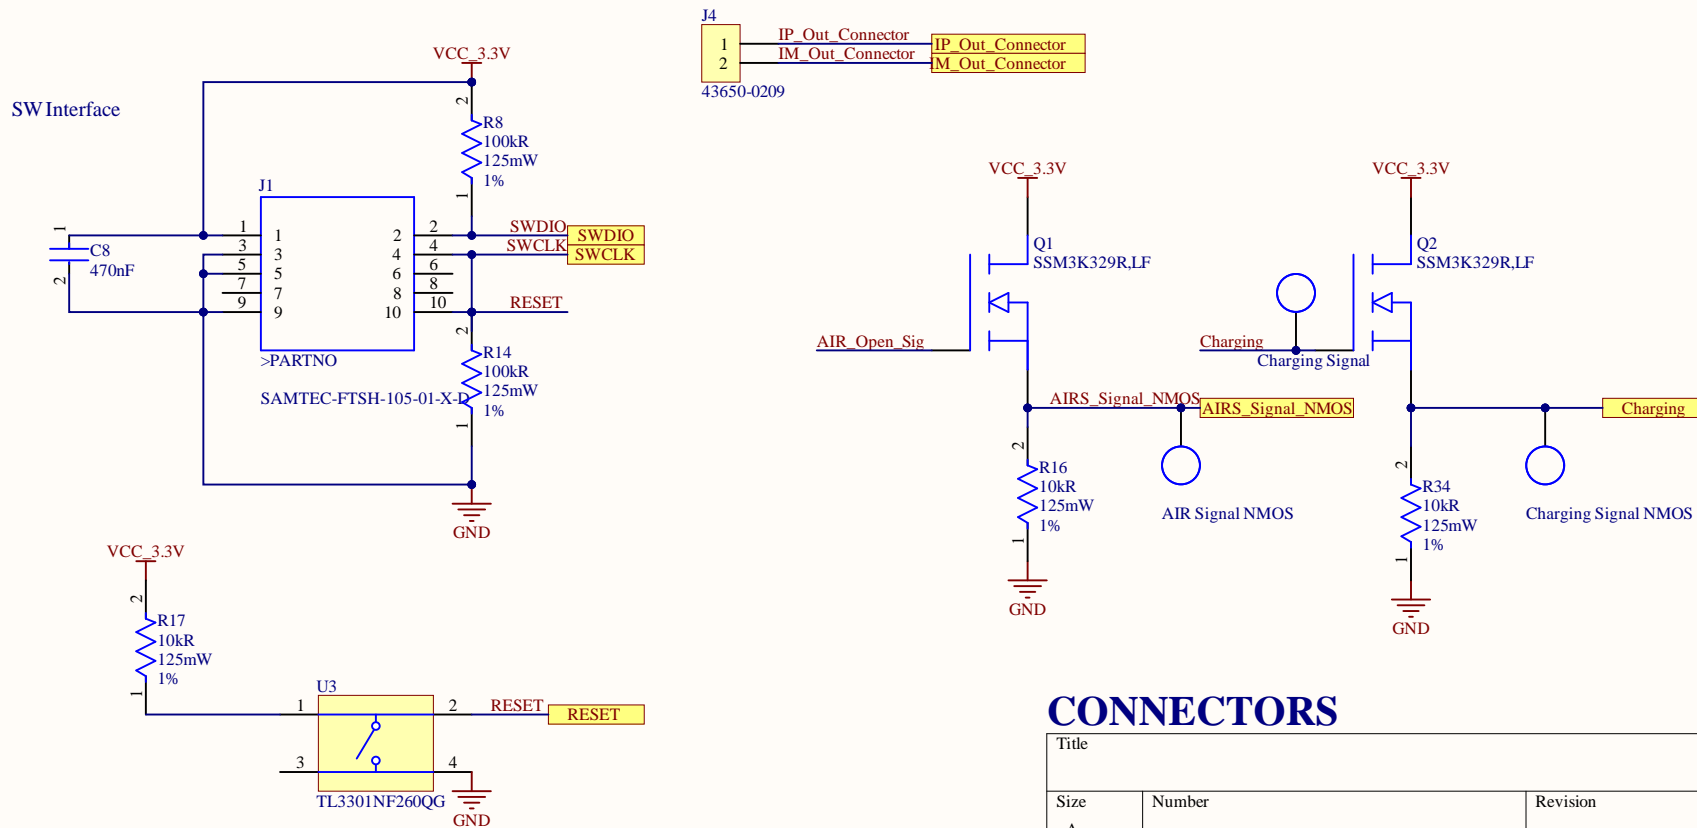 SW Interface
VCC_3.3V
2
R8
100kR
125mW
1%
1
J1
1
C8
470nF
2
1 1 2 2
3 3 4 4
5 5 6 6
7 7 8 8
9 9 10 10
SWDIO SWDIO
SWCLK SWCLK
RESET
>PARTNO
SAMTEC-FTSH-105-01-X-D
2
R14
100kR
125mW
1%
1
GND
VCC_3.3V
2
R17
10kR
125mW
1%
1
U3
1 2
RESET RESET
3 4
TL3301NF260QG
GND
J4
1 IP_Out_Connector IP_Out_Connector
2 IM_Out_Connector IM_Out_Connector
43650-0209
VCC_3.3V
Q1
SSM3K329R,LF
AIR_Open_Sig
AIRS_Signal_NMOS AIRS_Signal_NMOS
2
R16
10kR
125mW
1%
1
GND
AIR Signal NMOS
VCC_3.3V
Q2
SSM3K329R,LF
Charging
Charging Signal
Charging
2
R34
10kR
125mW
1%
1
GND
Charging Signal NMOS
CONNECTORS
Title
Size Number Revision